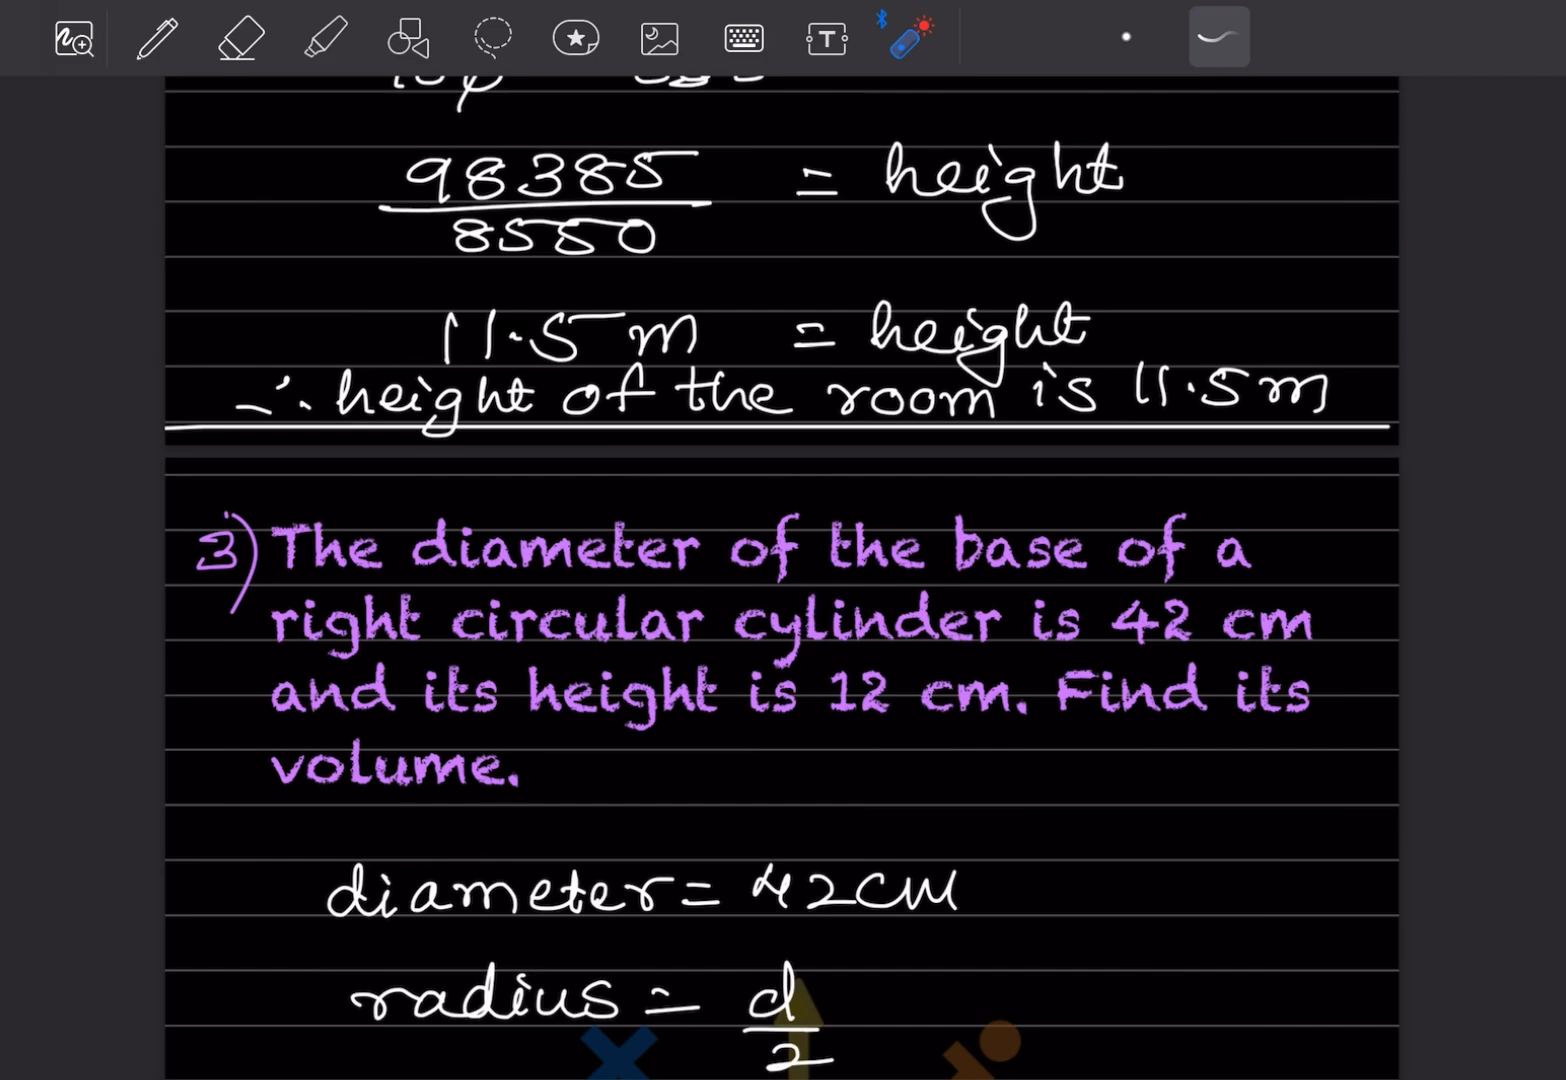 98385 = height
8550
11.5 m = height
∴ height of the room is 11.5m
3) The diameter of the base of a
right circular cylinder is 42 cm
and its height is 12 cm. Find its
volume.
diameter = 42cm
radius = d
2